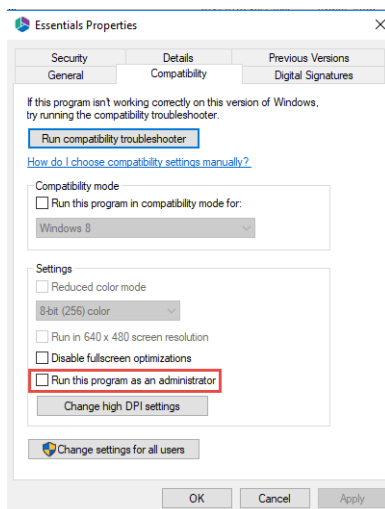 Essentials Properties
Security Details Previous Versions
General Compatibility Digital Signatures
If this program isn't working correctly on this version of Windows,
try running the compatibility troubleshooter.
Run compatibility troubleshooter
How do I choose compatibility settings manually?
Compatibility mode
Run this program in compatibility mode for:
Windows 8
Settings
Reduced color mode
8-bit (256) color
Run in 640 x 480 screen resolution
Disable fullscreen optimizations
Run this program as an administrator
Change high DPI settings
Change settings for all users
OK Cancel Apply